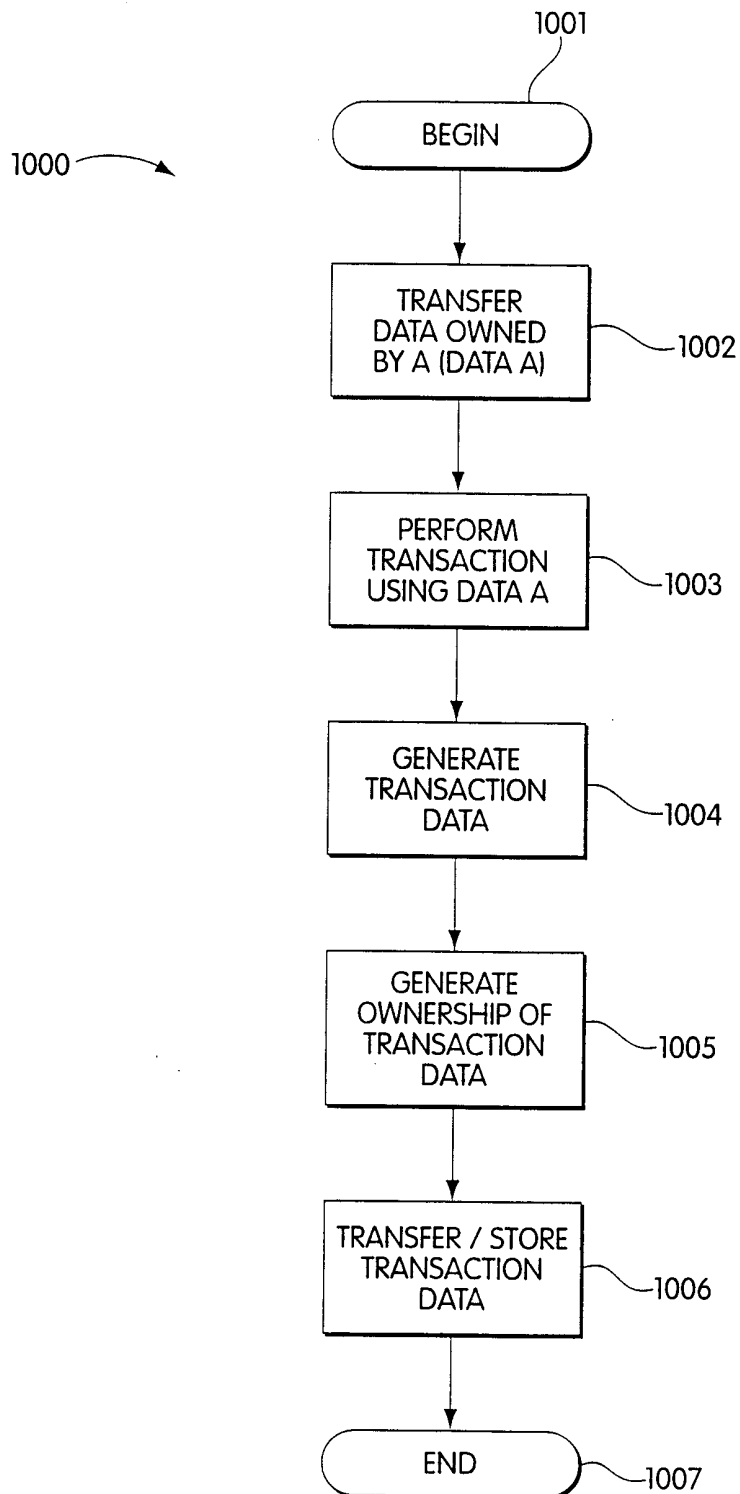 1001
BEGIN
1000
TRANSFER
DATA OWNED
BY A (DATA A)
1002
PERFORM
TRANSACTION
USING DATA A
1003
GENERATE
TRANSACTION
DATA
1004
GENERATE
OWNERSHIP OF
TRANSACTION
DATA
1005
TRANSFER / STORE
TRANSACTION
DATA
1006
END
1007